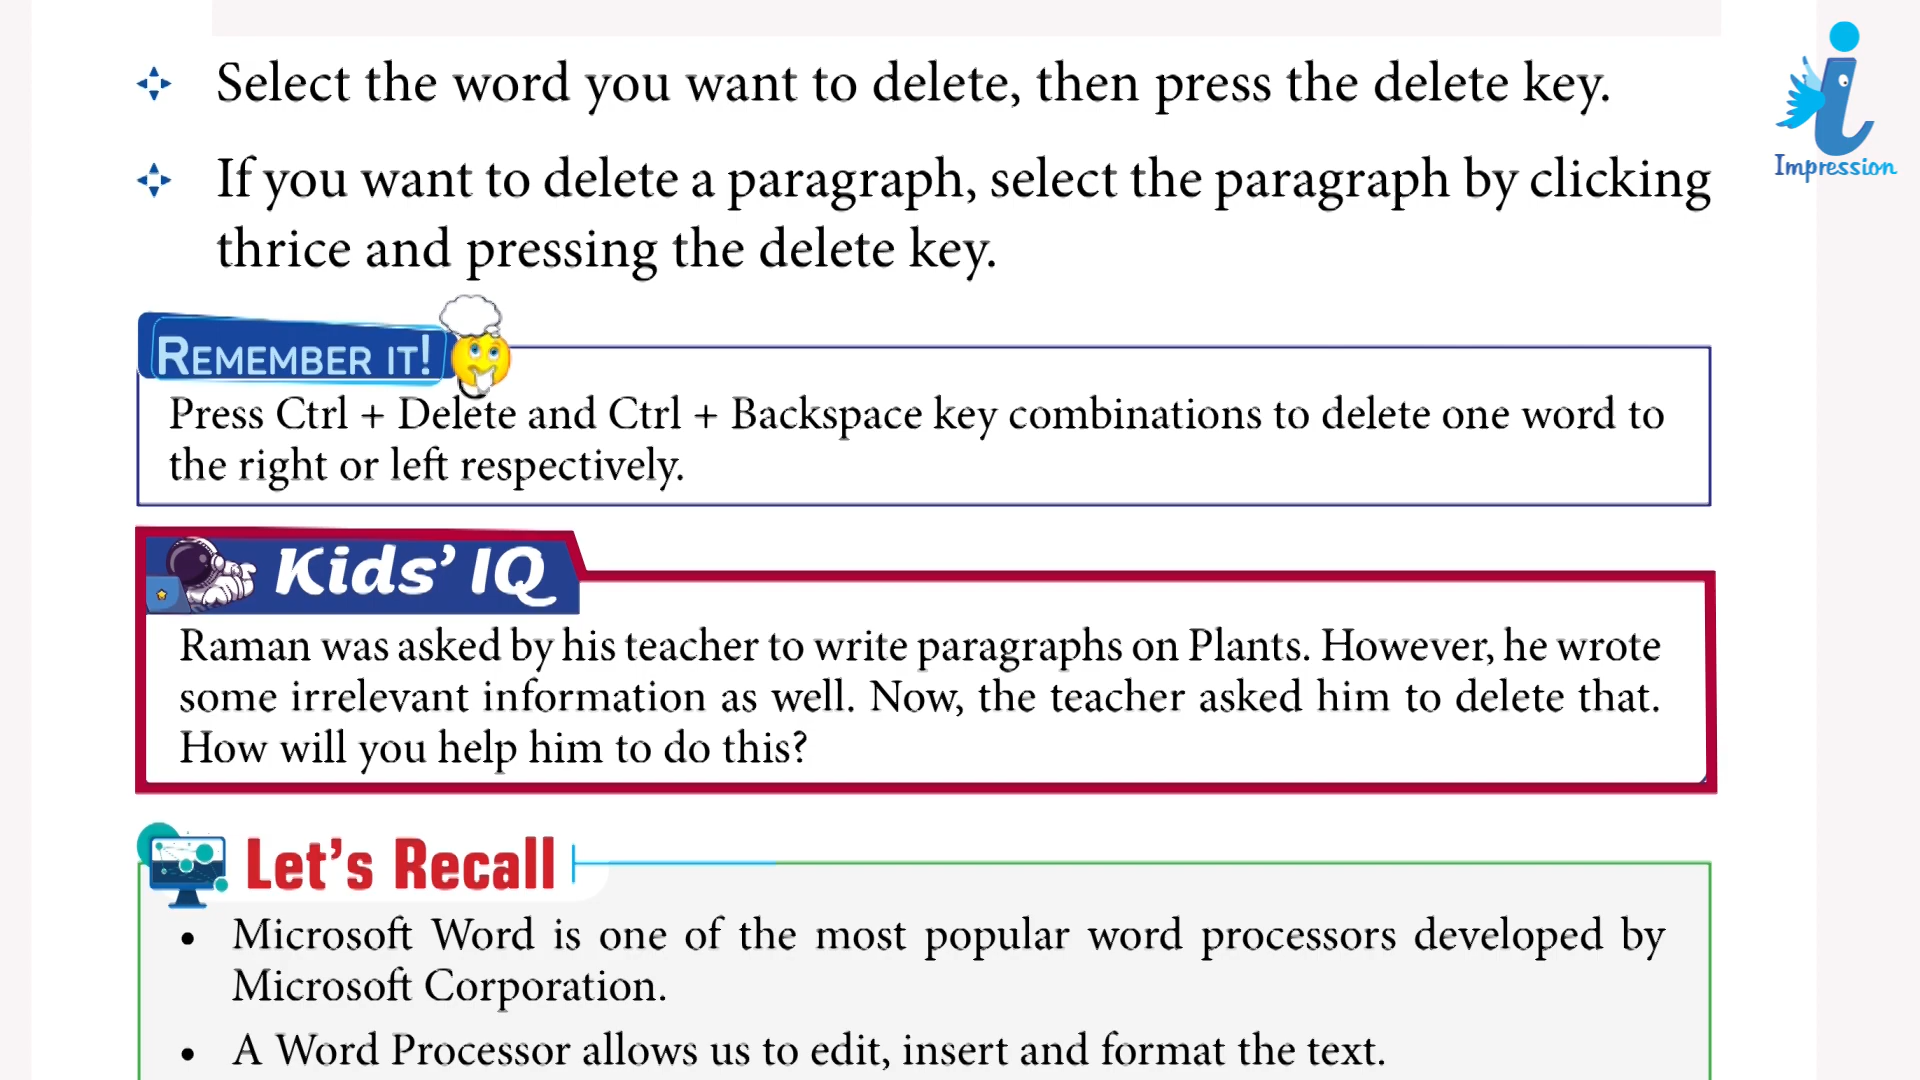 Select the word you want to delete, then press the delete key.
If you want to delete a paragraph, select the paragraph by clicking
thrice and pressing the delete key.
REMEMBER IT!
Press Ctrl + Delete and Ctrl + Backspace key combinations to delete one word to
the right or left respectively.
Kids' IQ
Raman was asked by his teacher to write paragraphs on Plants. However, he wrote
some irrelevant information as well. Now, the teacher asked him to delete that.
How will you help him to do this?
Let's Recall
• Microsoft Word is one of the most popular word processors developed by
Microsoft Corporation.
• A Word Processor allows us to edit, insert and format the text.
i
Impression